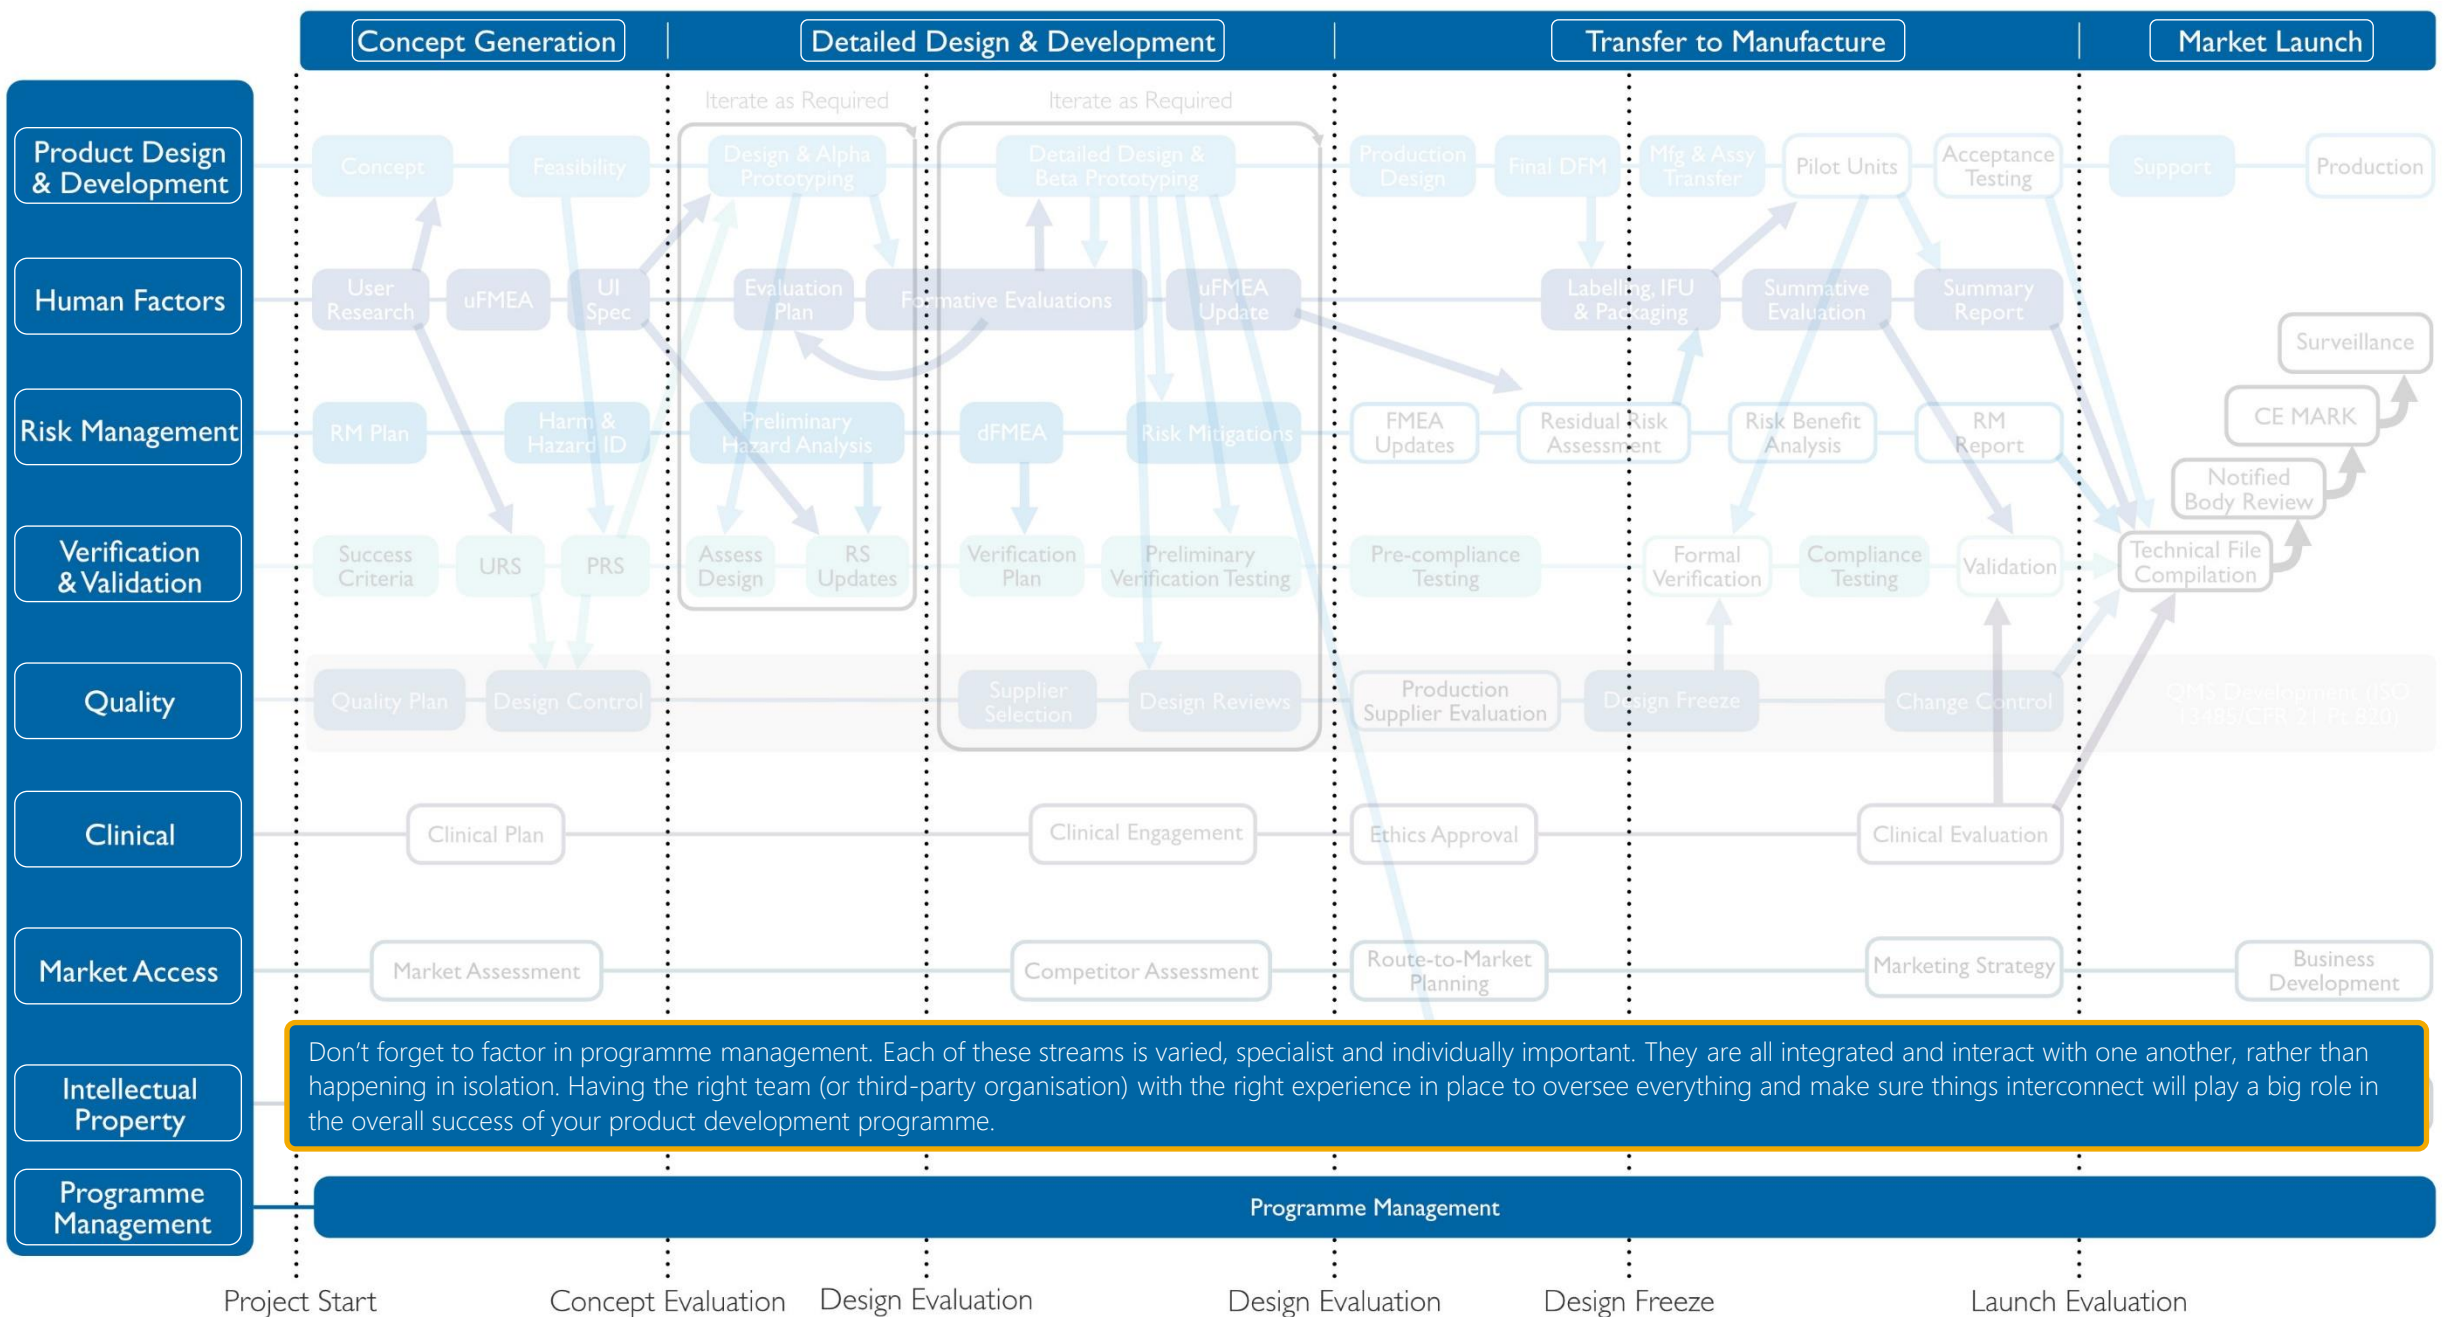 Concept Generation
Detailed Design & Development
Transfer to Manufacture
Market Launch
Iterate as Required
Iterate as Required
Product Design
& Development
Concept
Feasibility
Design & Alpha
Prototyping
Detailed Design &
Beta Prototyping
Production
Design
Final DFM
Mfg & Assy
Transfer
Pilot Units
Acceptance
Testing
Support
Production
Human Factors
User
Research
uFMEA
UI
Spec
Evaluation
Plan
Formative Evaluations
uFMEA
Update
Labelling, IFU
& Packaging
Summative
Evaluation
Summary
Report
Surveillance
Risk Management
RM Plan
Harm &
Hazard ID
Preliminary
Hazard Analysis
dFMEA
Risk Mitigations
FMEA
Updates
Residual Risk
Assessment
Risk Benefit
Analysis
RM
Report
CE MARK
Notified
Body Review
Verification
& Validation
Success
Criteria
URS
PRS
Assess
Design
RS
Updates
Verification
Plan
Preliminary
Verification Testing
Pre-compliance
Testing
Formal
Verification
Compliance
Testing
Validation
Technical File
Compilation
Quality
Quality Plan
Design Control
Supplier
Selection
Design Reviews
Production
Supplier Evaluation
Design Freeze
Change Control
QMS Development (ISO
13485/CFR 21 Pt 820)
Clinical
Clinical Plan
Clinical Engagement
Ethics Approval
Clinical Evaluation
Market Access
Market Assessment
Competitor Assessment
Route-to-Market
Planning
Marketing Strategy
Business
Development
Intellectual
Property
Don't forget to factor in programme management. Each of these streams is varied, specialist and individually important. They are all integrated and interact with one another, rather than
happening in isolation. Having the right team (or third-party organisation) with the right experience in place to oversee everything and make sure things interconnect will play a big role in
the overall success of your product development programme.
Programme
Management
Programme Management
Project Start
Concept Evaluation
Design Evaluation
Design Evaluation
Design Freeze
Launch Evaluation